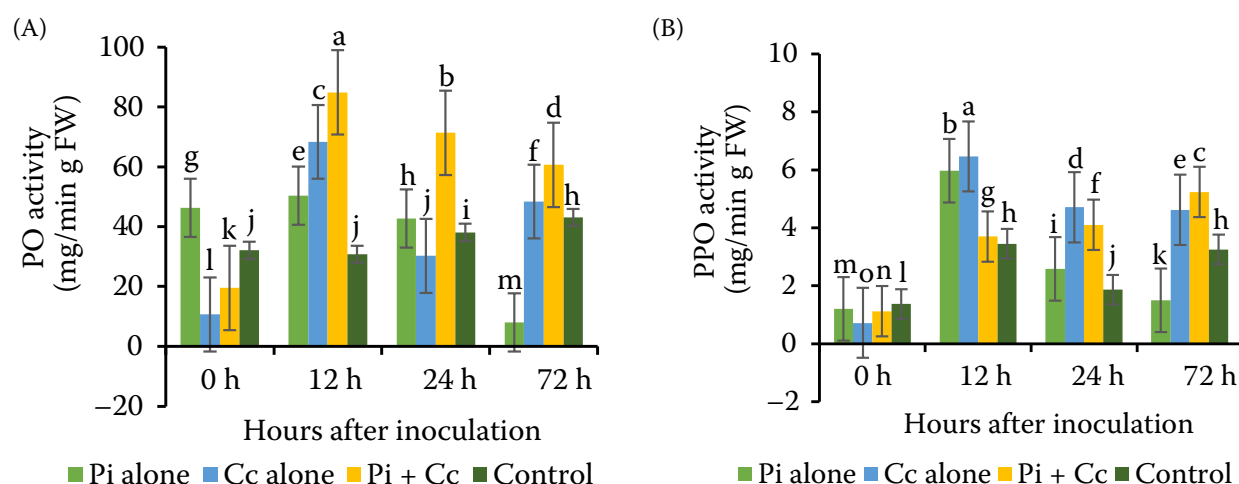 (A)
PO activity
(mg/min g FW)
100
80
60
40
20
0
−20
g
l
k
j
e
c
a
j
h
j
b
i
m
f
d
h
0 h 12 h 24 h 72 h
Hours after inoculation
Pi alone Cc alone Pi + Cc Control
(B)
PPO activity
(mg/min g FW)
10
8
6
4
2
0
−2
m
o
n
l
b
a
g
h
i
d
f
j
k
e
c
h
0 h 12 h 24 h 72 h
Hours after inoculation
Pi alone Cc alone Pi + Cc Control